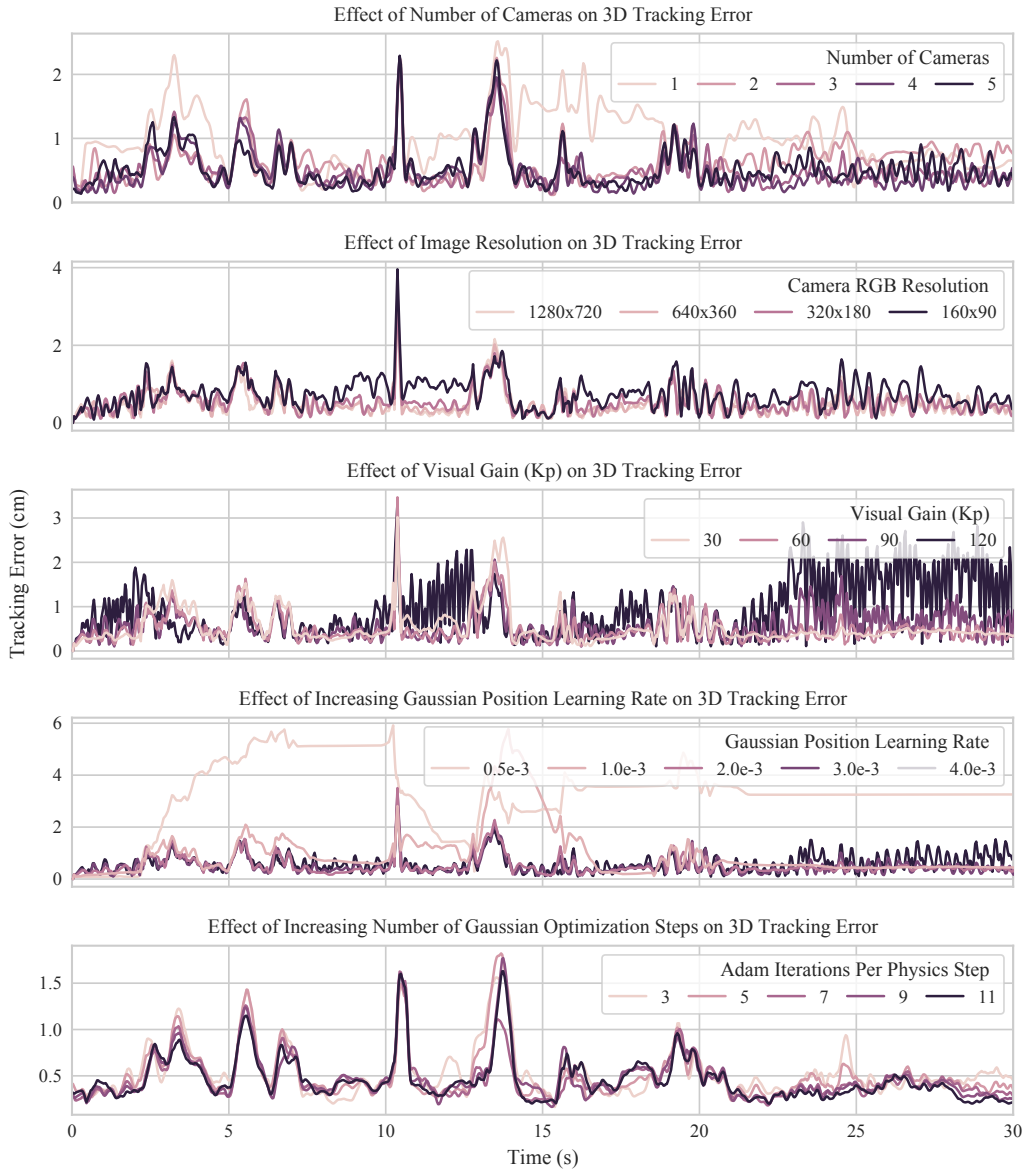 Effect of Number of Cameras on 3D Tracking Error
Number of Cameras
1 2 3 4 5
2
1
0
Effect of Image Resolution on 3D Tracking Error
Camera RGB Resolution
1280x720 640x360 320x180 160x90
4
2
0
Effect of Visual Gain (Kp) on 3D Tracking Error
Visual Gain (Kp)
30 60 90 120
3
2
1
0
Tracking Error (cm)
Effect of Increasing Gaussian Position Learning Rate on 3D Tracking Error
Gaussian Position Learning Rate
0.5e-3 1.0e-3 2.0e-3 3.0e-3 4.0e-3
6
4
2
0
Effect of Increasing Number of Gaussian Optimization Steps on 3D Tracking Error
Adam Iterations Per Physics Step
3 5 7 9 11
1.5
1.0
0.5
0 5 10 15 20 25 30
Time (s)